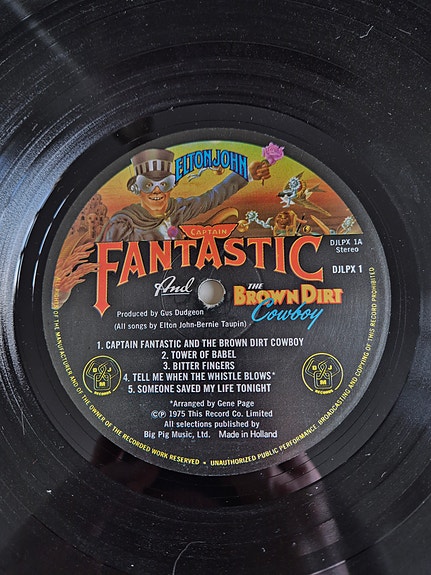 ELTON JOHN
CAPTAIN
FANTASTIC
And
THE
BROWN DIRT
Cowboy
DJLPX 1A
Stereo
DJLPX 1
Produced by Gus Dudgeon
(All songs by Elton John-Bernie Taupin)
1. CAPTAIN FANTASTIC AND THE BROWN DIRT COWBOY
2. TOWER OF BABEL
3. BITTER FINGERS
4. TELL ME WHEN THE WHISTLE BLOWS*
5. SOMEONE SAVED MY LIFE TONIGHT
*Arranged by Gene Page
©℗ 1975 This Record Co. Limited
All selections published by
Big Pig Music, Ltd. Made in Holland
D J
RECORDS
D J
RECORDS
OF THE MANUFACTURER AND OF THE OWNER OF THE RECORDED WORK RESERVED • UNAUTHORIZED PUBLIC PERFORMANCE, BROADCASTING AND COPYING OF THIS RECORD PROHIBITED